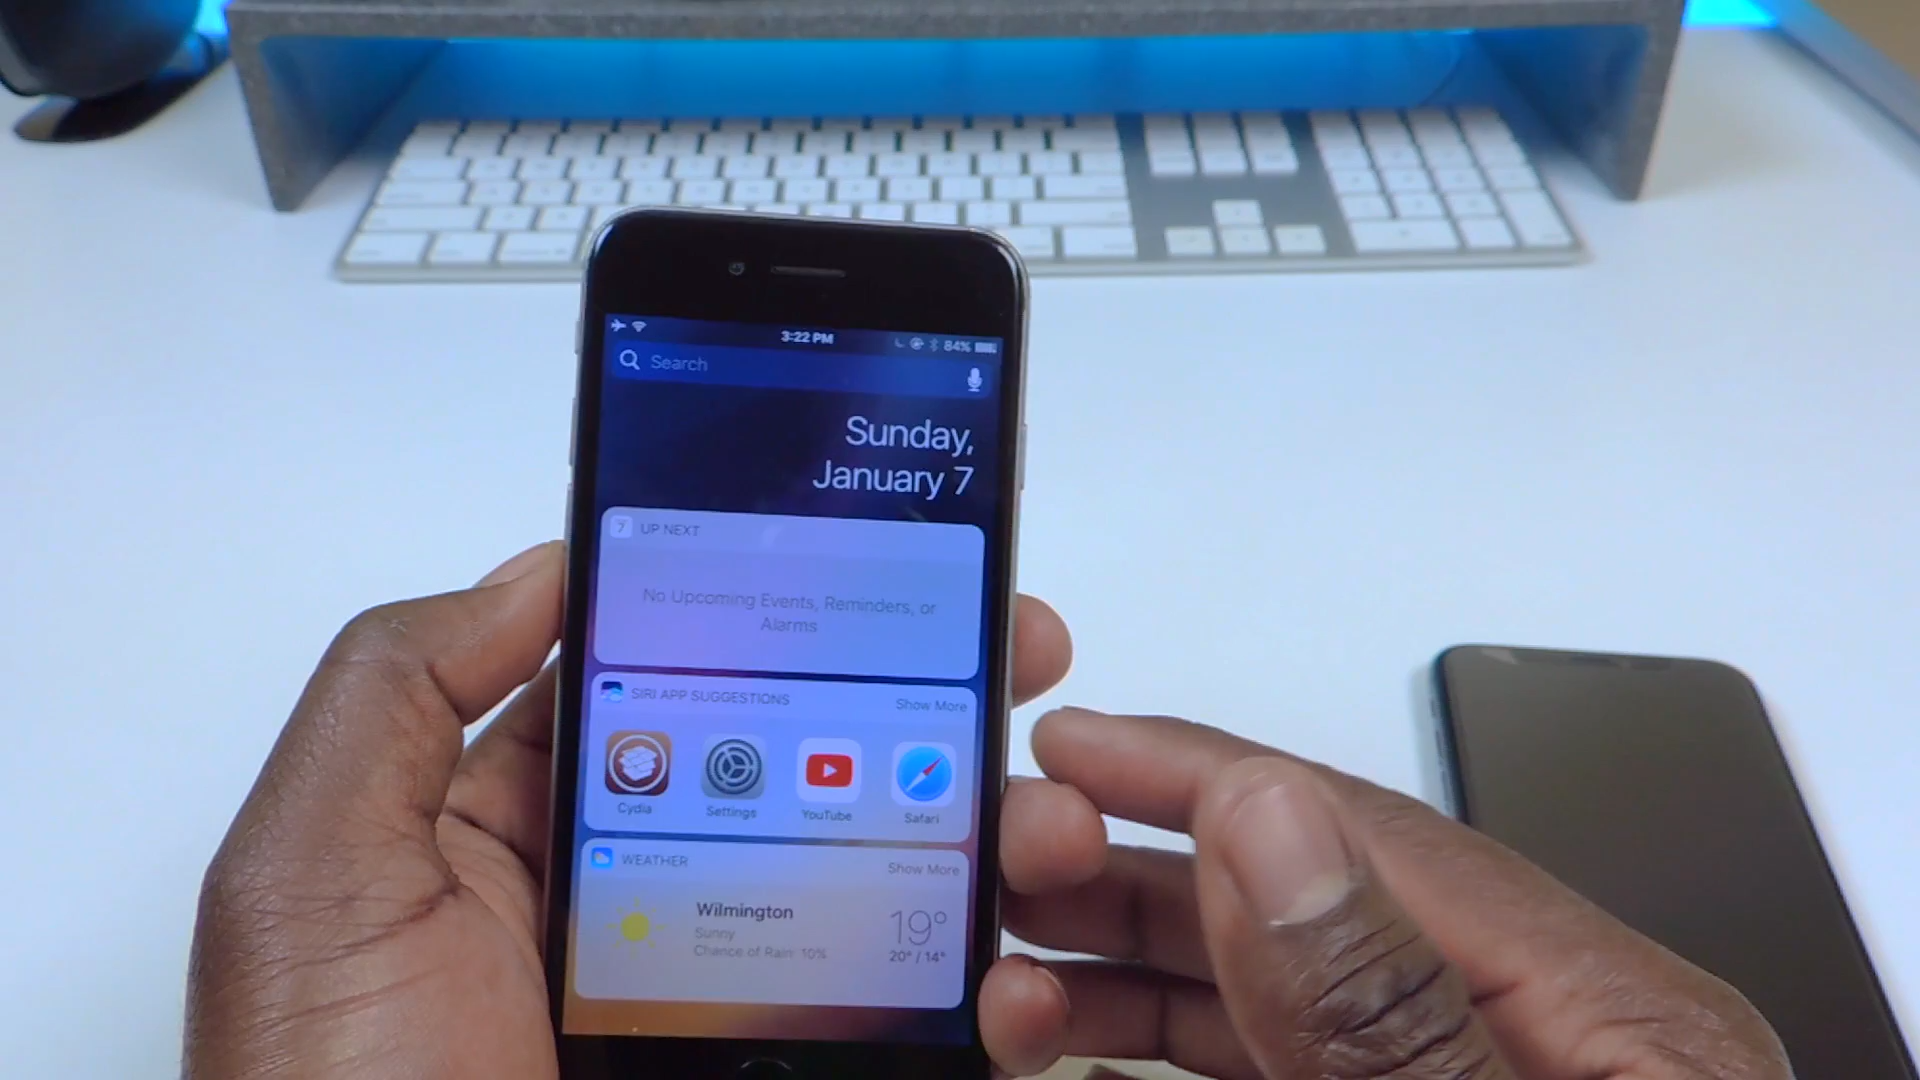 3:22 PM
84%
Search
Sunday,
January 7
7 UP NEXT
No Upcoming Events, Reminders, or
Alarms
SIRI APP SUGGESTIONS
Show More
Cydia
Settings
YouTube
Safari
WEATHER
Show More
Wilmington
Sunny
Chance of Rain: 10%
19°
20° / 14°